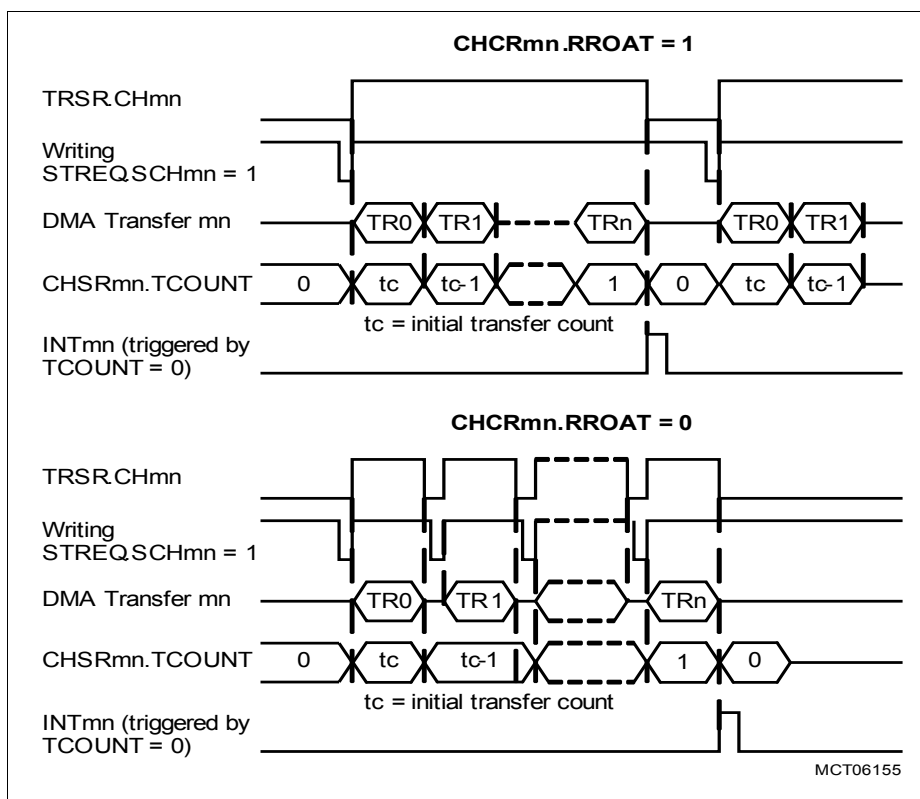 CHCRmn.RROAT = 1
TRSR.CHmn
Writing
STREQ.SCHmn = 1
DMA Transfer mn TR0 TR1 TRn TR0 TR1
CHSRmn.TCOUNT 0 tc tc-1 1 0 tc tc-1
tc = initial transfer count
INTmn (triggered by
TCOUNT = 0)
CHCRmn.RROAT = 0
TRSR.CHmn
Writing
STREQ.SCHmn = 1
DMA Transfer mn TR0 TR1 TRn
CHSRmn.TCOUNT 0 tc tc-1 1 0
tc = initial transfer count
INTmn (triggered by
TCOUNT = 0)
MCT06155